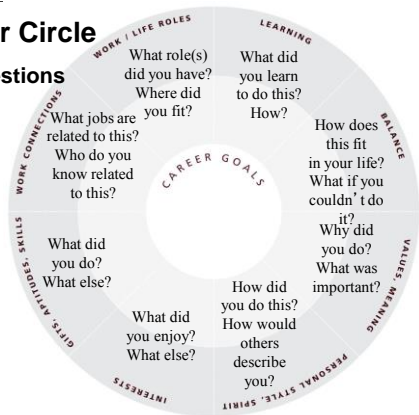 r Circle
estions
WORK / LIFE ROLES
What role(s)
did you have?
Where did
you fit?
LEARNING
What did
you learn
to do this?
How?
BALANCE
How does
this fit
in your life?
What if you
couldn't do
it?
VALUES, MEANING
Why did
you do?
What was
important?
PERSONAL STYLE, SPIRIT
How did
you do this?
How would
others
describe
you?
INTERESTS
What did
you enjoy?
What else?
GIFTS, APTITUDES, SKILLS
What did
you do?
What else?
WORK CONNECTIONS
What jobs are
related to this?
Who do you
know related
to this?
CAREER GOALS